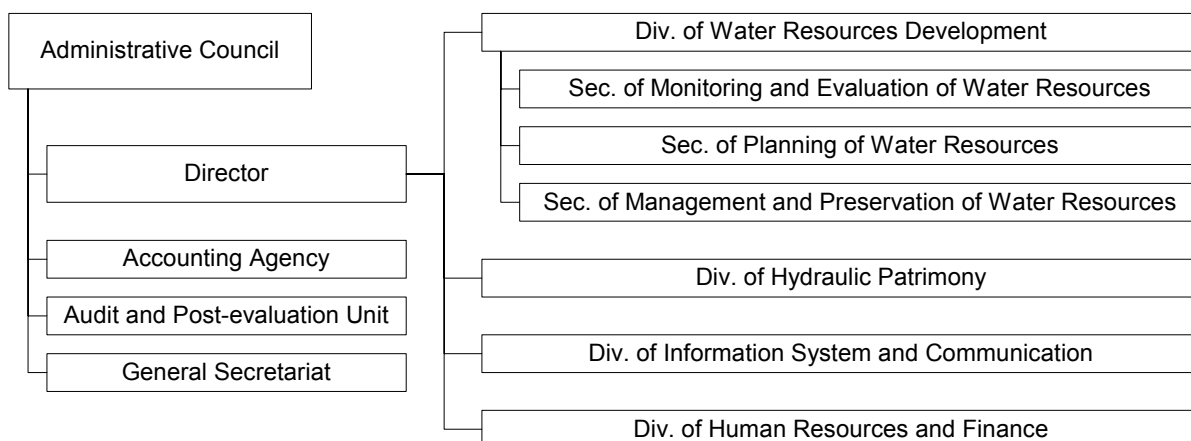 Administrative Council
Director
Accounting Agency
Audit and Post-evaluation Unit
General Secretariat
Div. of Water Resources Development
Sec. of Monitoring and Evaluation of Water Resources
Sec. of Planning of Water Resources
Sec. of Management and Preservation of Water Resources
Div. of Hydraulic Patrimony
Div. of Information System and Communication
Div. of Human Resources and Finance